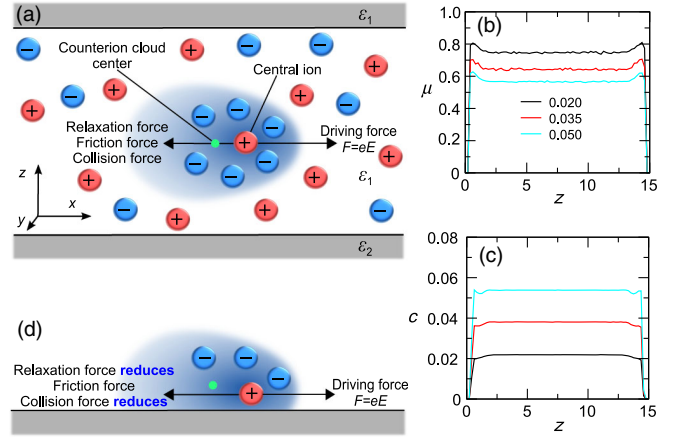 (a)
ε1
Counterion cloud
center
Central ion
Relaxation force
Friction force
Collision force
Driving force
F=eE
ε1
z
y
x
ε2
(b)
1.0
0.8
0.6
0.4
0.2
0
μ
0.020
0.035
0.050
0 5 10 15
z
(c)
0.08
0.06
0.04
0.02
0
c
0 5 10 15
z
(d)
Relaxation force reduces
Friction force
Collision force reduces
Driving force
F=eE